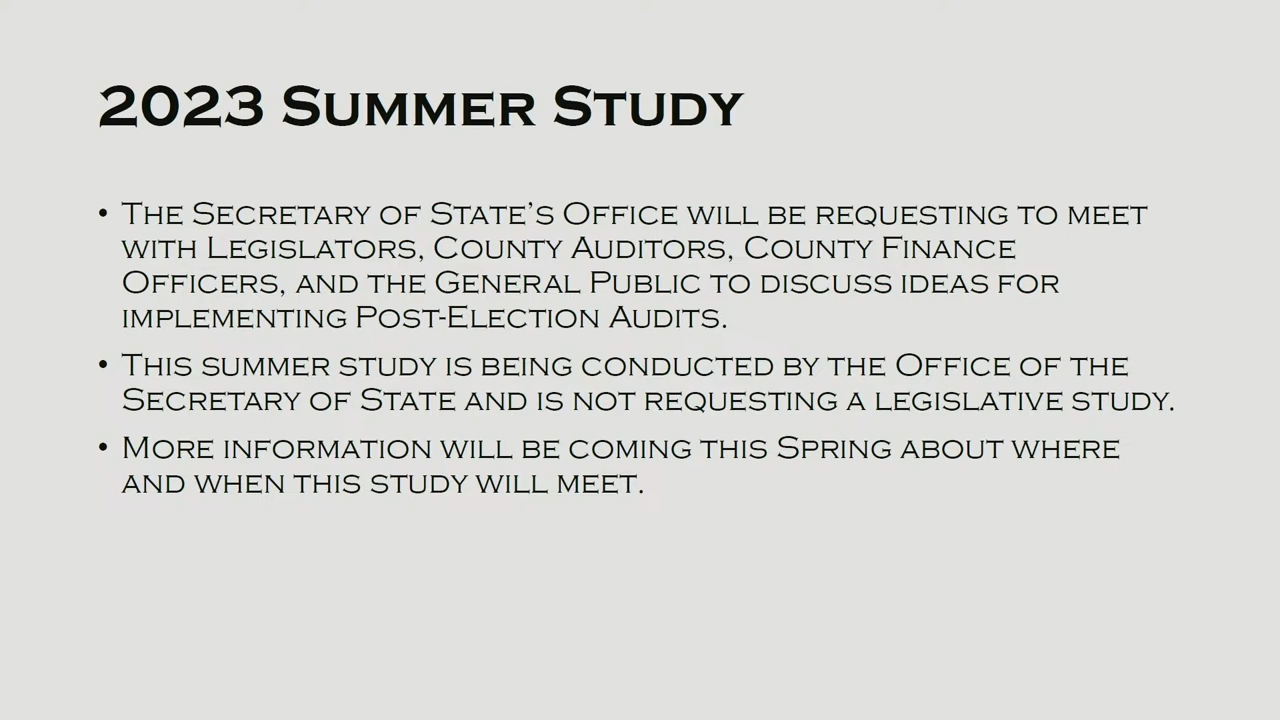 2023 Summer Study
• The Secretary of State’s Office will be requesting to meet
with Legislators, County Auditors, County Finance
Officers, and the General Public to discuss ideas for
implementing Post-Election Audits.
• This summer study is being conducted by the Office of the
Secretary of State and is not requesting a legislative study.
• More information will be coming this Spring about where
and when this study will meet.